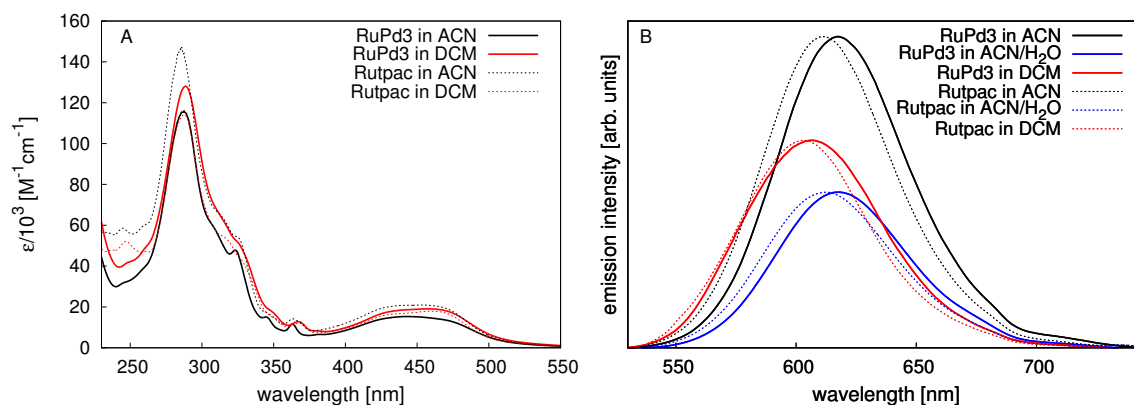 A
RuPd3 in ACN
RuPd3 in DCM
Rutpac in ACN
Rutpac in DCM
ε/10³ [M⁻¹cm⁻¹]
160
140
120
100
80
60
40
20
0
250 300 350 400 450 500 550
wavelength [nm]
B
RuPd3 in ACN
RuPd3 in ACN/H₂O
RuPd3 in DCM
Rutpac in ACN
Rutpac in ACN/H₂O
Rutpac in DCM
emission intensity [arb. units]
550 600 650 700
wavelength [nm]